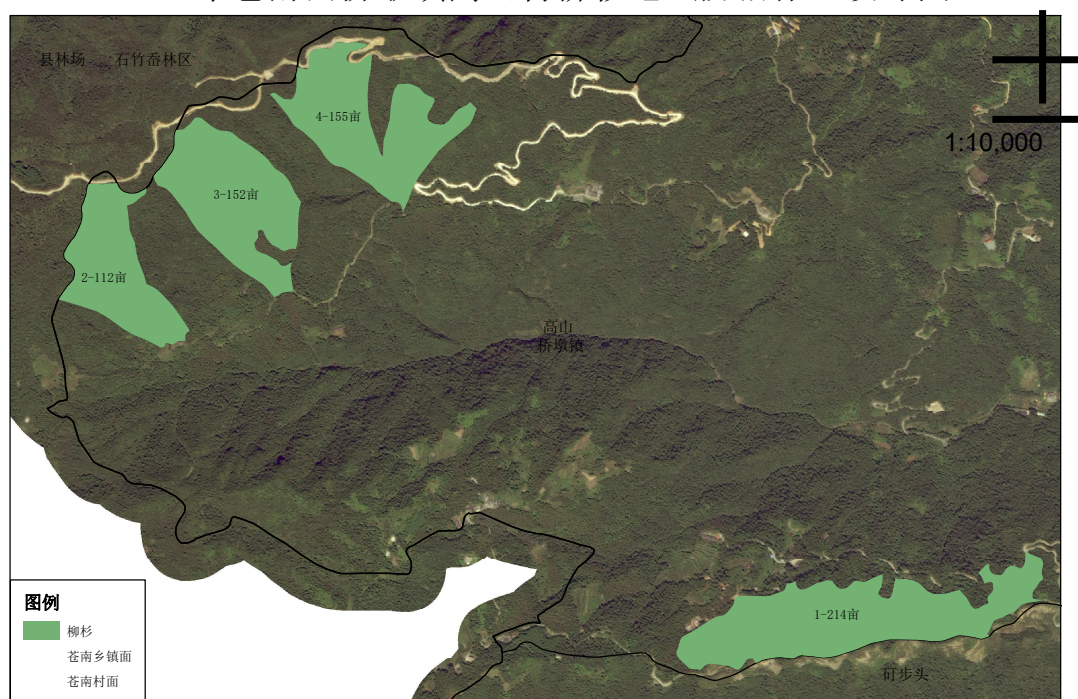 县林场 石竹岙林区
1:10,000
4-155亩
3-152亩
2-112亩
高山
桥墩镇
1-214亩
矴步头
图例
柳杉
苍南乡镇面
苍南村面